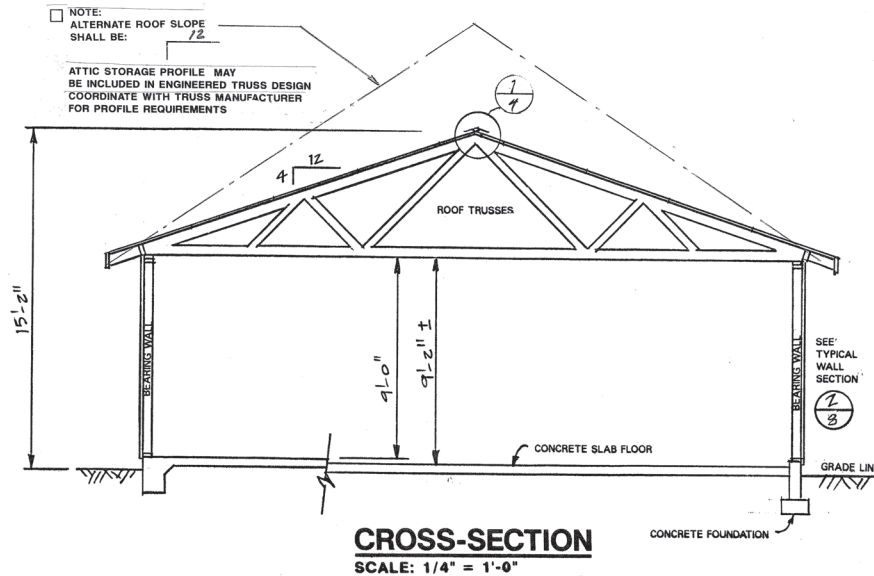 NOTE:
ALTERNATE ROOF SLOPE
SHALL BE:
12
ATTIC STORAGE PROFILE MAY
BE INCLUDED IN ENGINEERED TRUSS DESIGN
COORDINATE WITH TRUSS MANUFACTURER
FOR PROFILE REQUIREMENTS
1
4
12
4
ROOF TRUSSES
15'-2"
BEARING WALL
9'-0"
9'-2" ±
BEARING WALL
SEE
TYPICAL
WALL
SECTION
2
8
CONCRETE SLAB FLOOR
GRADE LIN
CONCRETE FOUNDATION
CROSS-SECTION
SCALE: 1/4" = 1'-0"